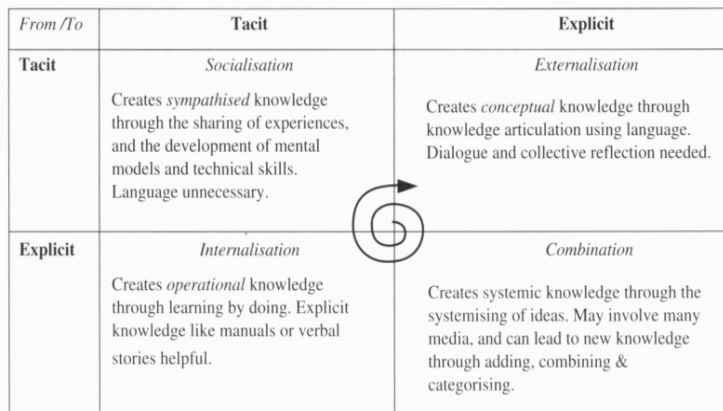 From /To
Tacit
Explicit
Tacit
Socialisation
Creates sympathised knowledge
through the sharing of experiences,
and the development of mental
models and technical skills.
Language unnecessary.
Externalisation
Creates conceptual knowledge through
knowledge articulation using language.
Dialogue and collective reflection needed.
Explicit
Internalisation
Creates operational knowledge
through learning by doing. Explicit
knowledge like manuals or verbal
stories helpful.
Combination
Creates systemic knowledge through the
systemising of ideas. May involve many
media, and can lead to new knowledge
through adding, combining &
categorising.